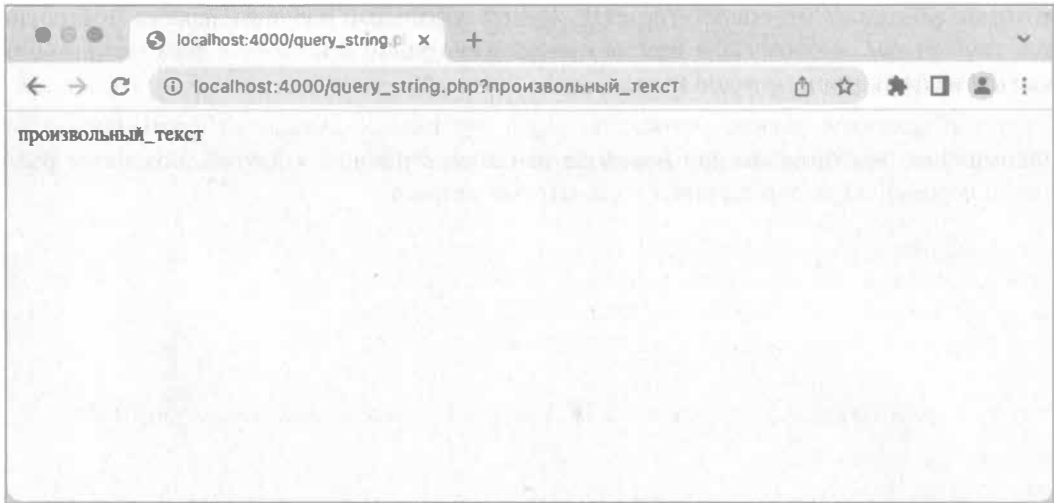 localhost:4000/query_string.p
localhost:4000/query_string.php?произвольный_текст
произвольный_текст